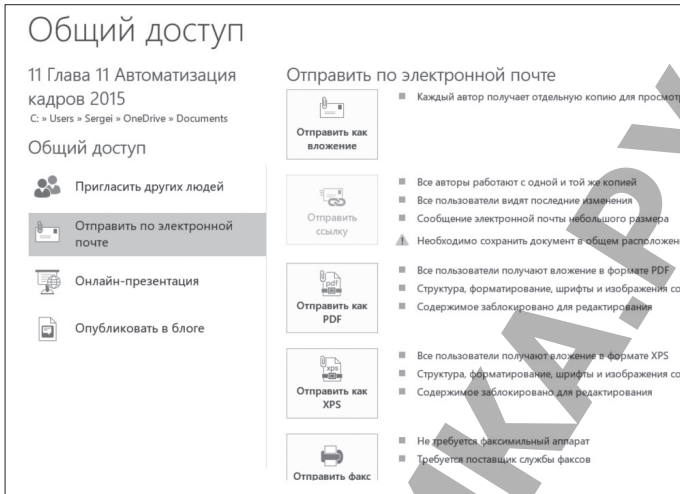 Общий доступ
11 Глава 11 Автоматизация
кадров 2015
C: » Users » Sergei » OneDrive » Documents
Общий доступ
Пригласить других людей
Отправить по электронной
почте
Онлайн-презентация
Опубликовать в блоге
Отправить по электронной почте
Отправить как
вложение
Каждый автор получает отдельную копию для просмотр
Отправить
ссылку
Все авторы работают с одной и той же копией
Все пользователи видят последние изменения
Сообщение электронной почты небольшого размера
Необходимо сохранить документ в общем расположен
pdf
Отправить как
PDF
Все пользователи получают вложение в формате PDF
Структура, форматирование, шрифты и изображения со
Содержимое заблокировано для редактирования
xps
Отправить как
XPS
Все пользователи получают вложение в формате XPS
Структура, форматирование, шрифты и изображения со
Содержимое заблокировано для редактирования
Отправить факс
Не требуется факсимильный аппарат
Требуется поставщик службы факсов
МКА.РУ